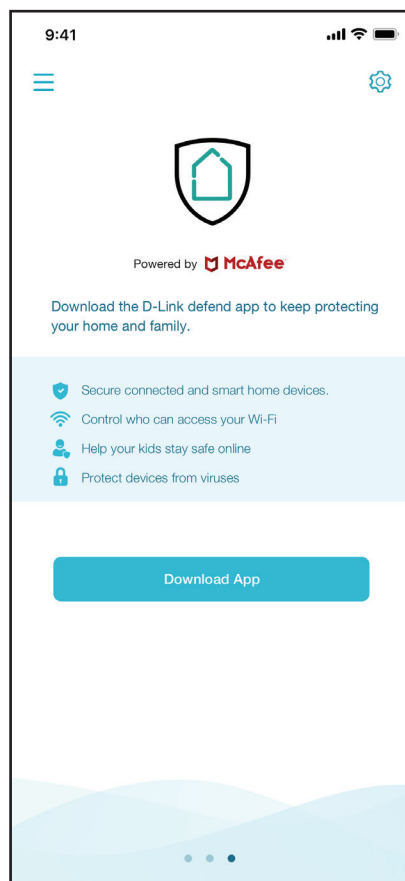 9:41
Powered by McAfee
Download the D-Link defend app to keep protecting
your home and family.
Secure connected and smart home devices.
Control who can access your Wi-Fi
Help your kids stay safe online
Protect devices from viruses
Download App